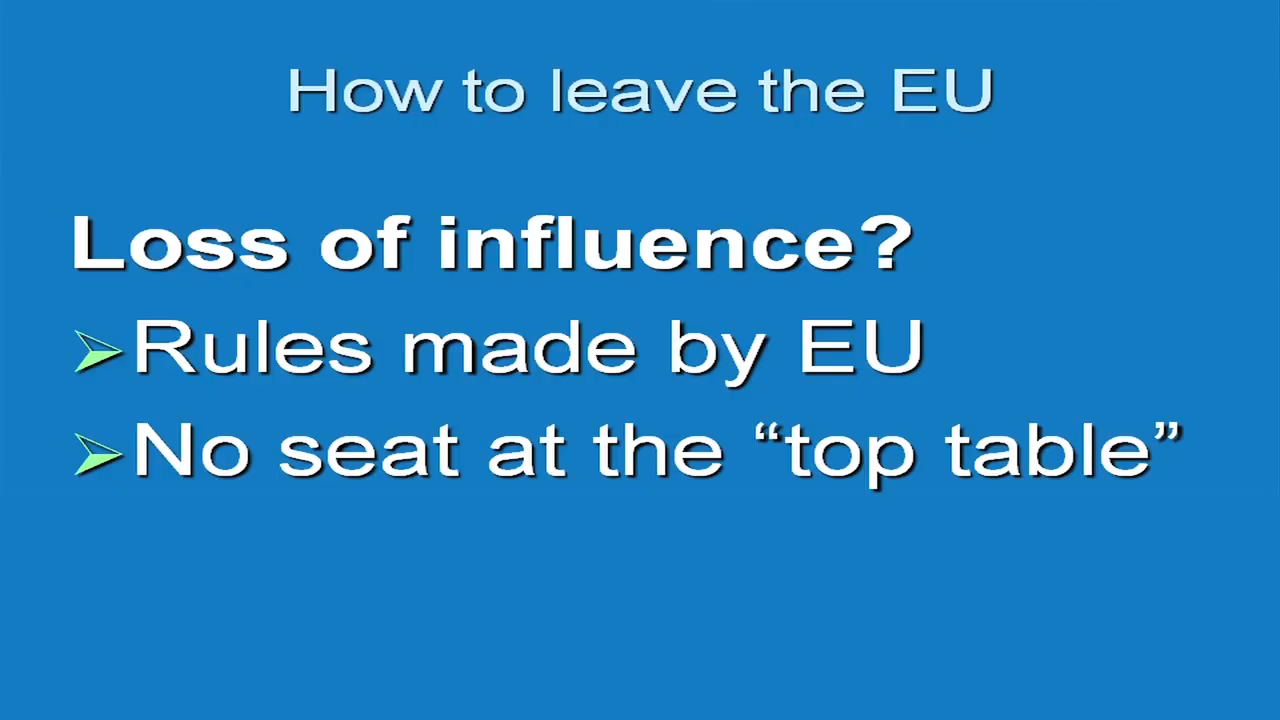 How to leave the EU
Loss of influence?
Rules made by EU
No seat at the “top table”